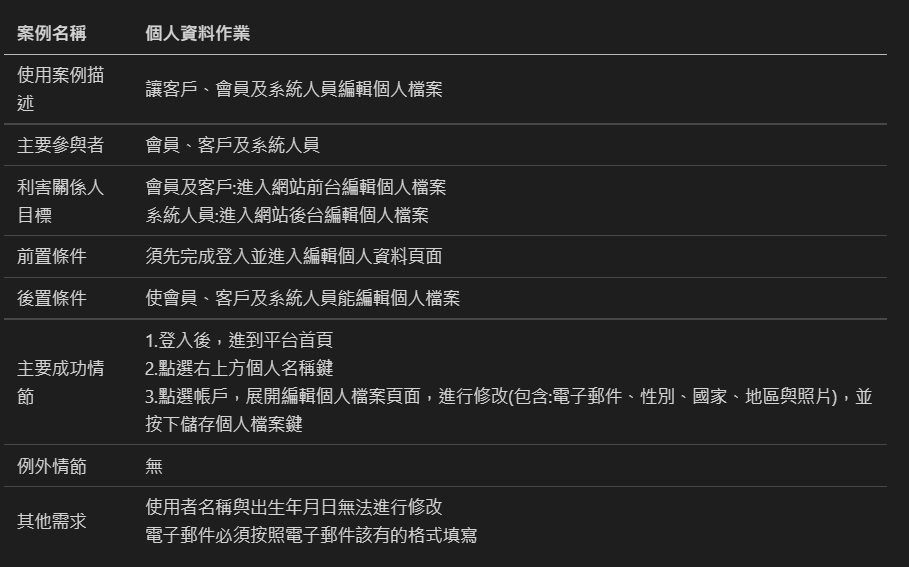 案例名稱 個人資料作業
使用案例描
述
讓客戶、會員及系統人員編輯個人檔案
主要參與者 會員、客戶及系統人員
利害關係人
目標
會員及客戶:進入網站前台編輯個人檔案
系統人員:進入網站後台編輯個人檔案
前置條件 須先完成登入並進入編輯個人資料頁面
後置條件 使會員、客戶及系統人員能編輯個人檔案
主要成功情
節
1.登入後，進到平台首頁
2.點選右上方個人名稱鍵
3.點選帳戶，展開編輯個人檔案頁面，進行修改(包含:電子郵件、性別、國家、地區與照片)，並
按下儲存個人檔案鍵
例外情節 無
其他需求
使用者名稱與出生年月日無法進行修改
電子郵件必須按照電子郵件該有的格式填寫